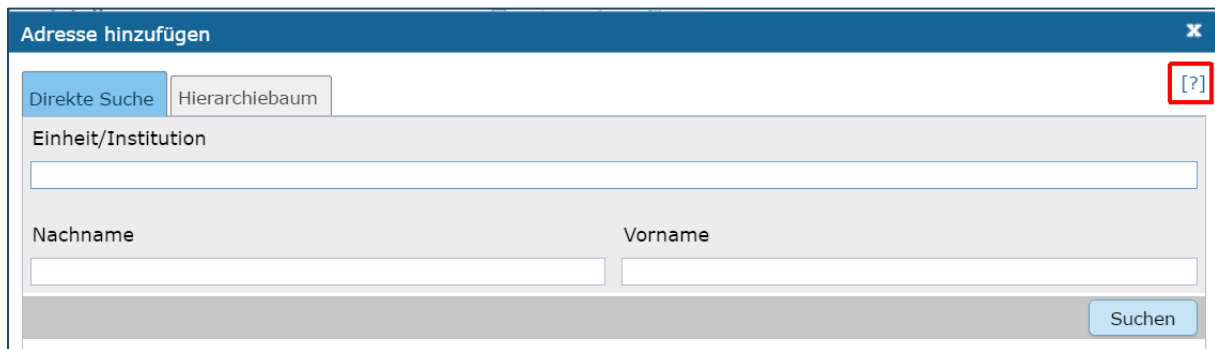 Adresse hinzufügen x
[?]
Direkte Suche Hierarchiebaum
Einheit/Institution
Nachname Vorname
Suchen